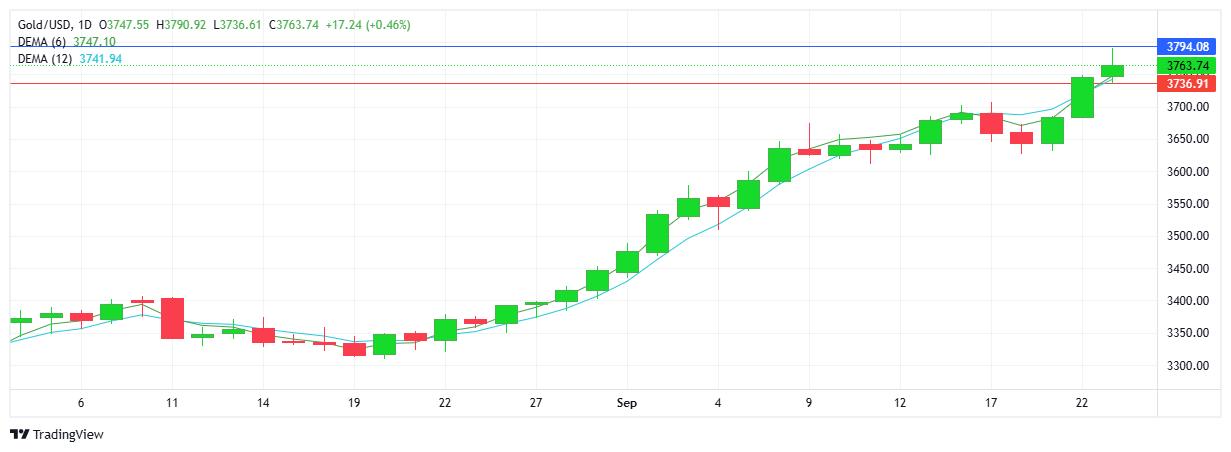 Gold/USD, 1D O3747.55 H3790.92 L3736.61 C3763.74 +17.24 (+0.46%)
DEMA (6) 3747.10
DEMA (12) 3741.94
3794.08
3763.74
3736.91
3700.00
3650.00
3600.00
3550.00
3500.00
3450.00
3400.00
3350.00
3300.00
6 11 14 19 22 27 Sep 4 9 12 17 22
TradingView